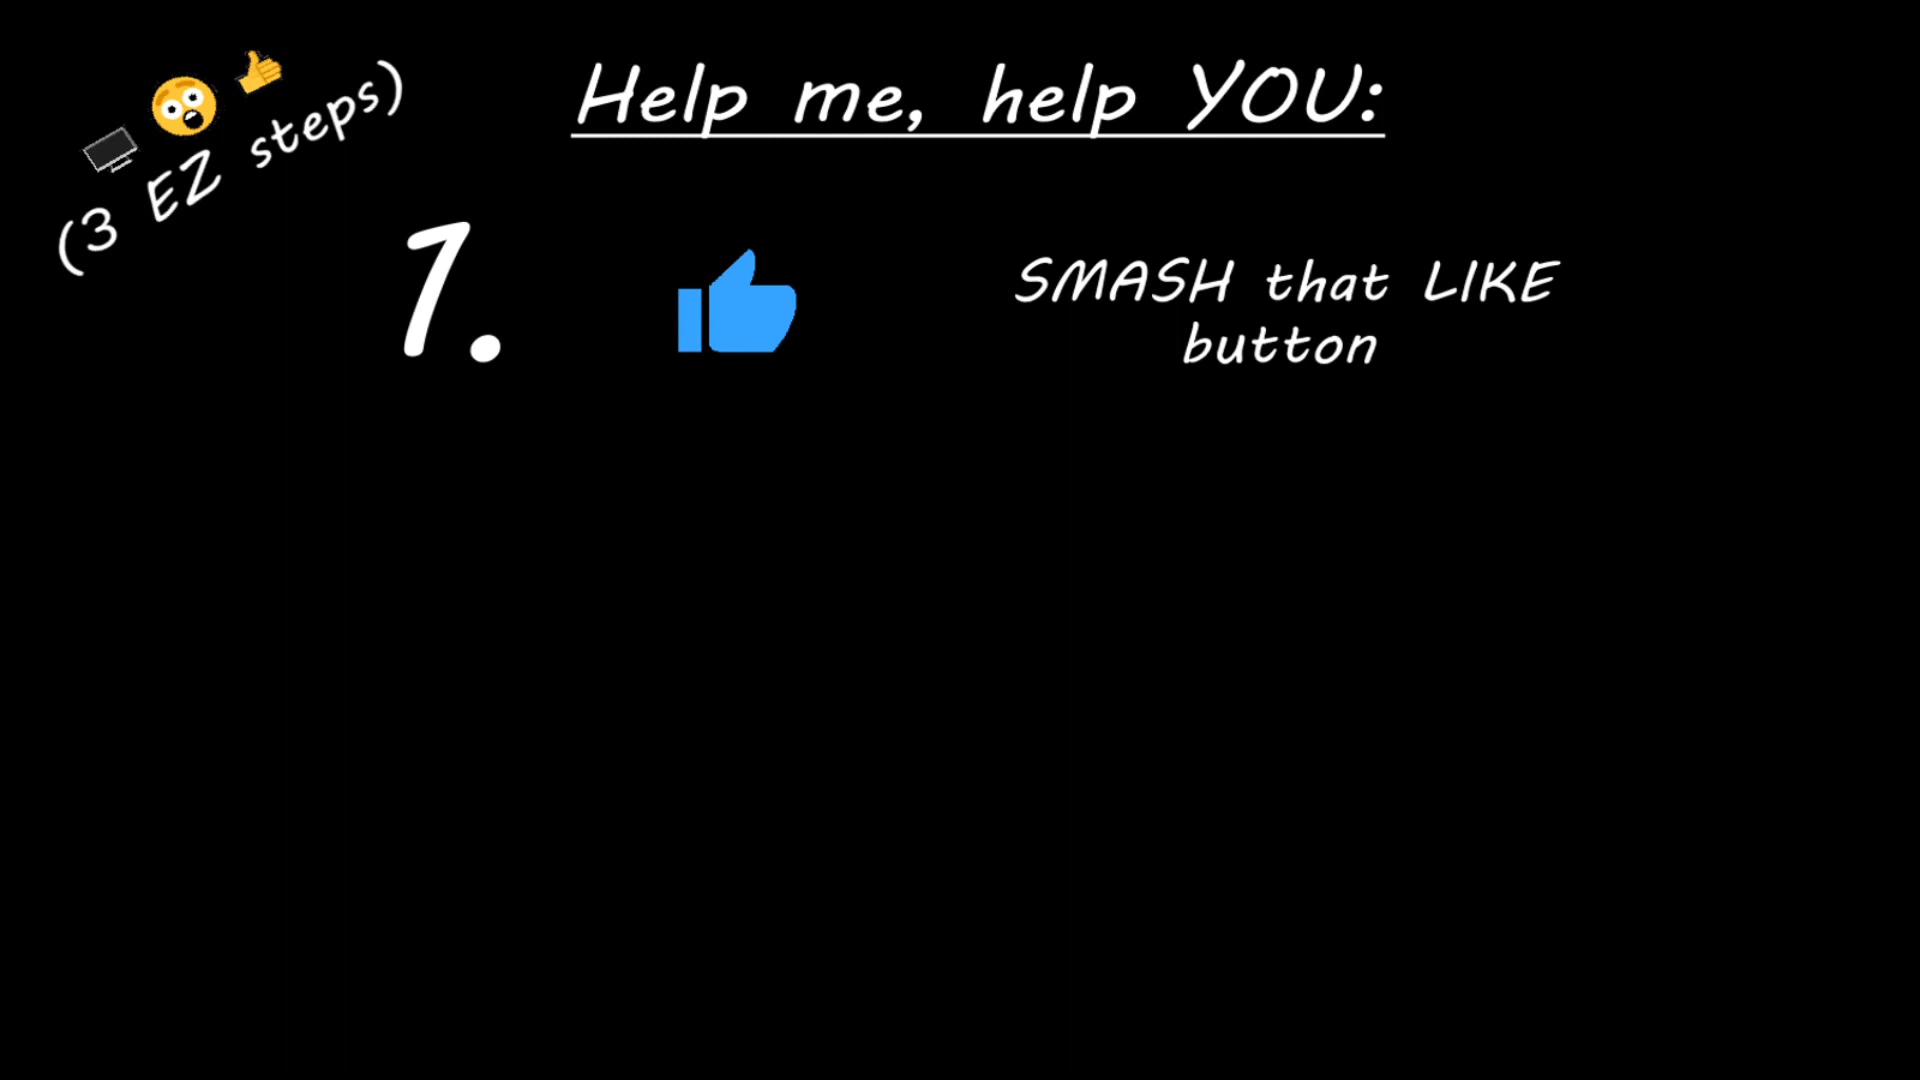 (3 EZ steps)
Help me, help YOU:
1.
SMASH that LIKE
button